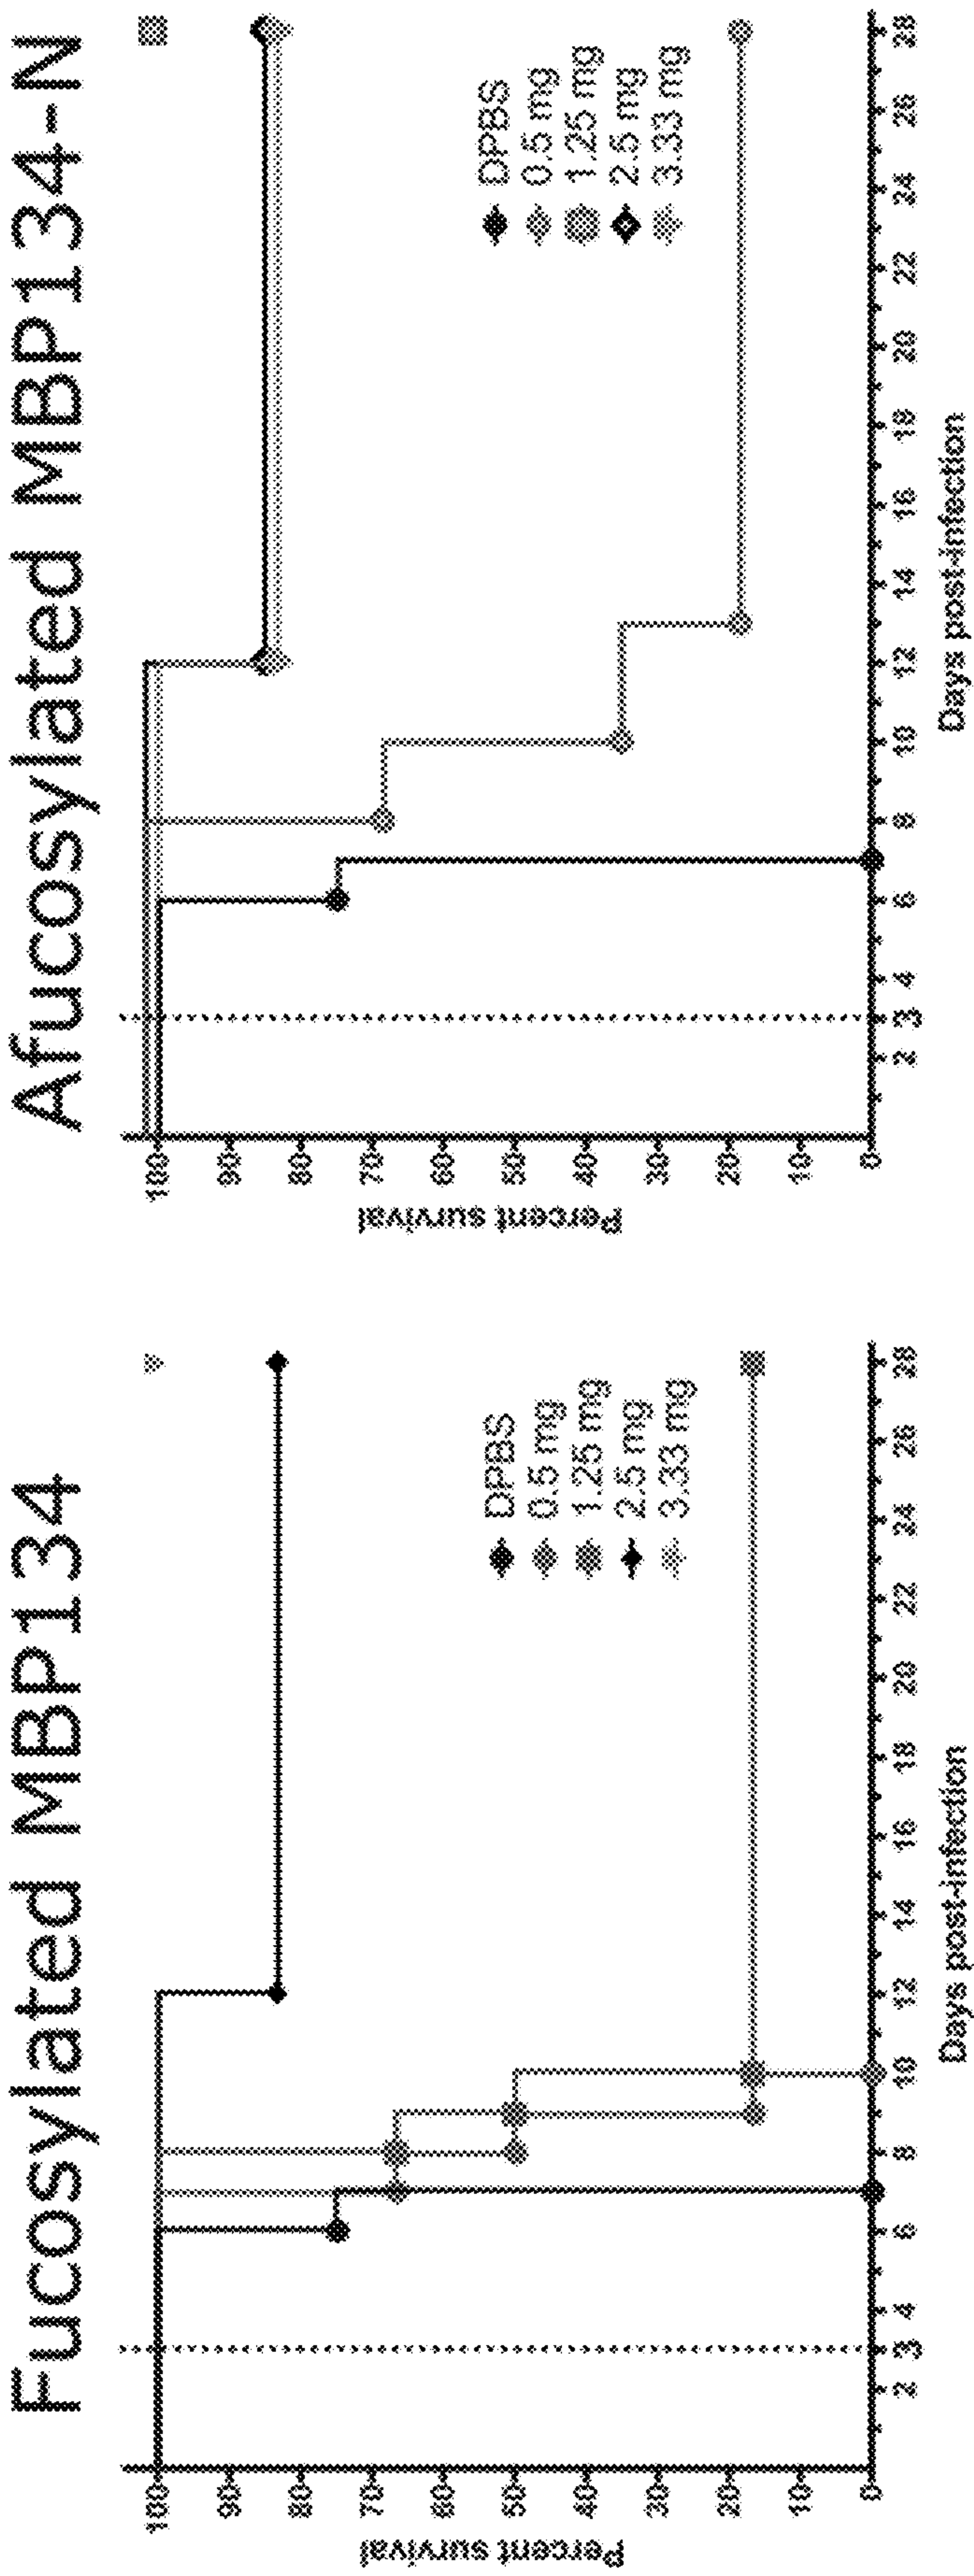 Fucosylated MBP134
Percent survival
100
90
80
70
60
50
40
30
20
10
0
DPBS
0.5 mg
1.25 mg
2.5 mg
3.33 mg
2 3 4 6 8 10 12 14 16 18 20 22 24 26 28
Days post-infection
Afucosylated MBP134-N
Percent survival
100
90
80
70
60
50
40
30
20
10
0
DPBS
0.5 mg
1.25 mg
2.5 mg
3.33 mg
2 3 4 6 8 10 12 14 16 18 20 22 24 26 28
Days post-infection